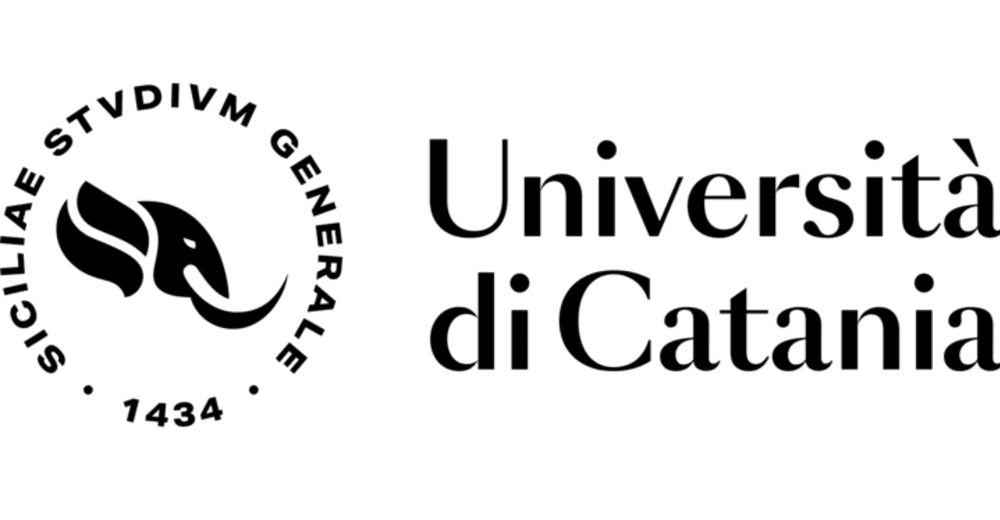 SICILIAE STVDIVM GENERALE
· 1434 ·
Università
di Catania